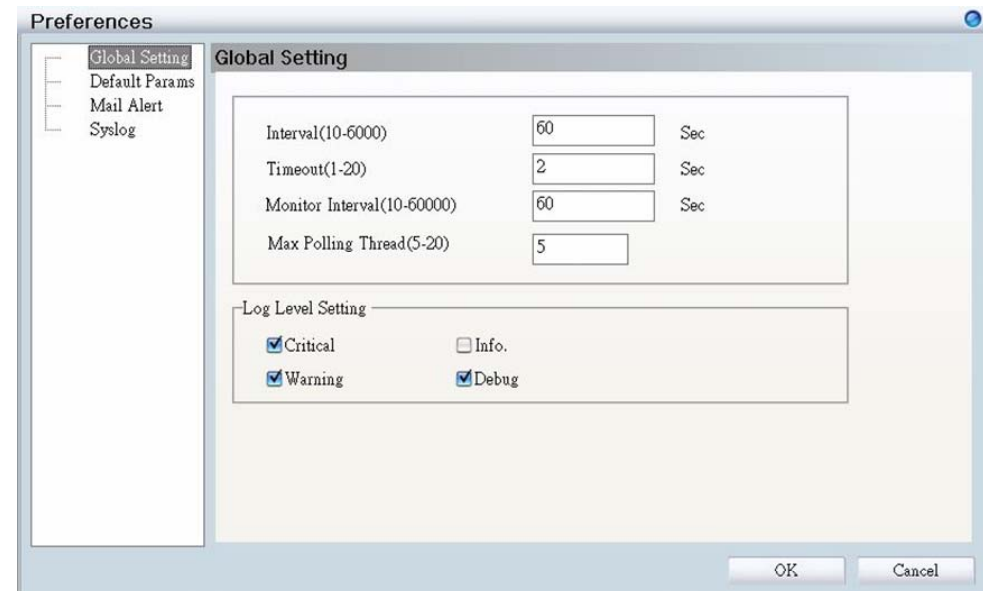 Preferences
Global Setting
Default Params
Mail Alert
Syslog
Global Setting
Interval(10-6000) 60 Sec
Timeout(1-20) 2 Sec
Monitor Interval(10-60000) 60 Sec
Max Polling Thread(5-20) 5
Log Level Setting
Critical Info.
Warning Debug
OK Cancel